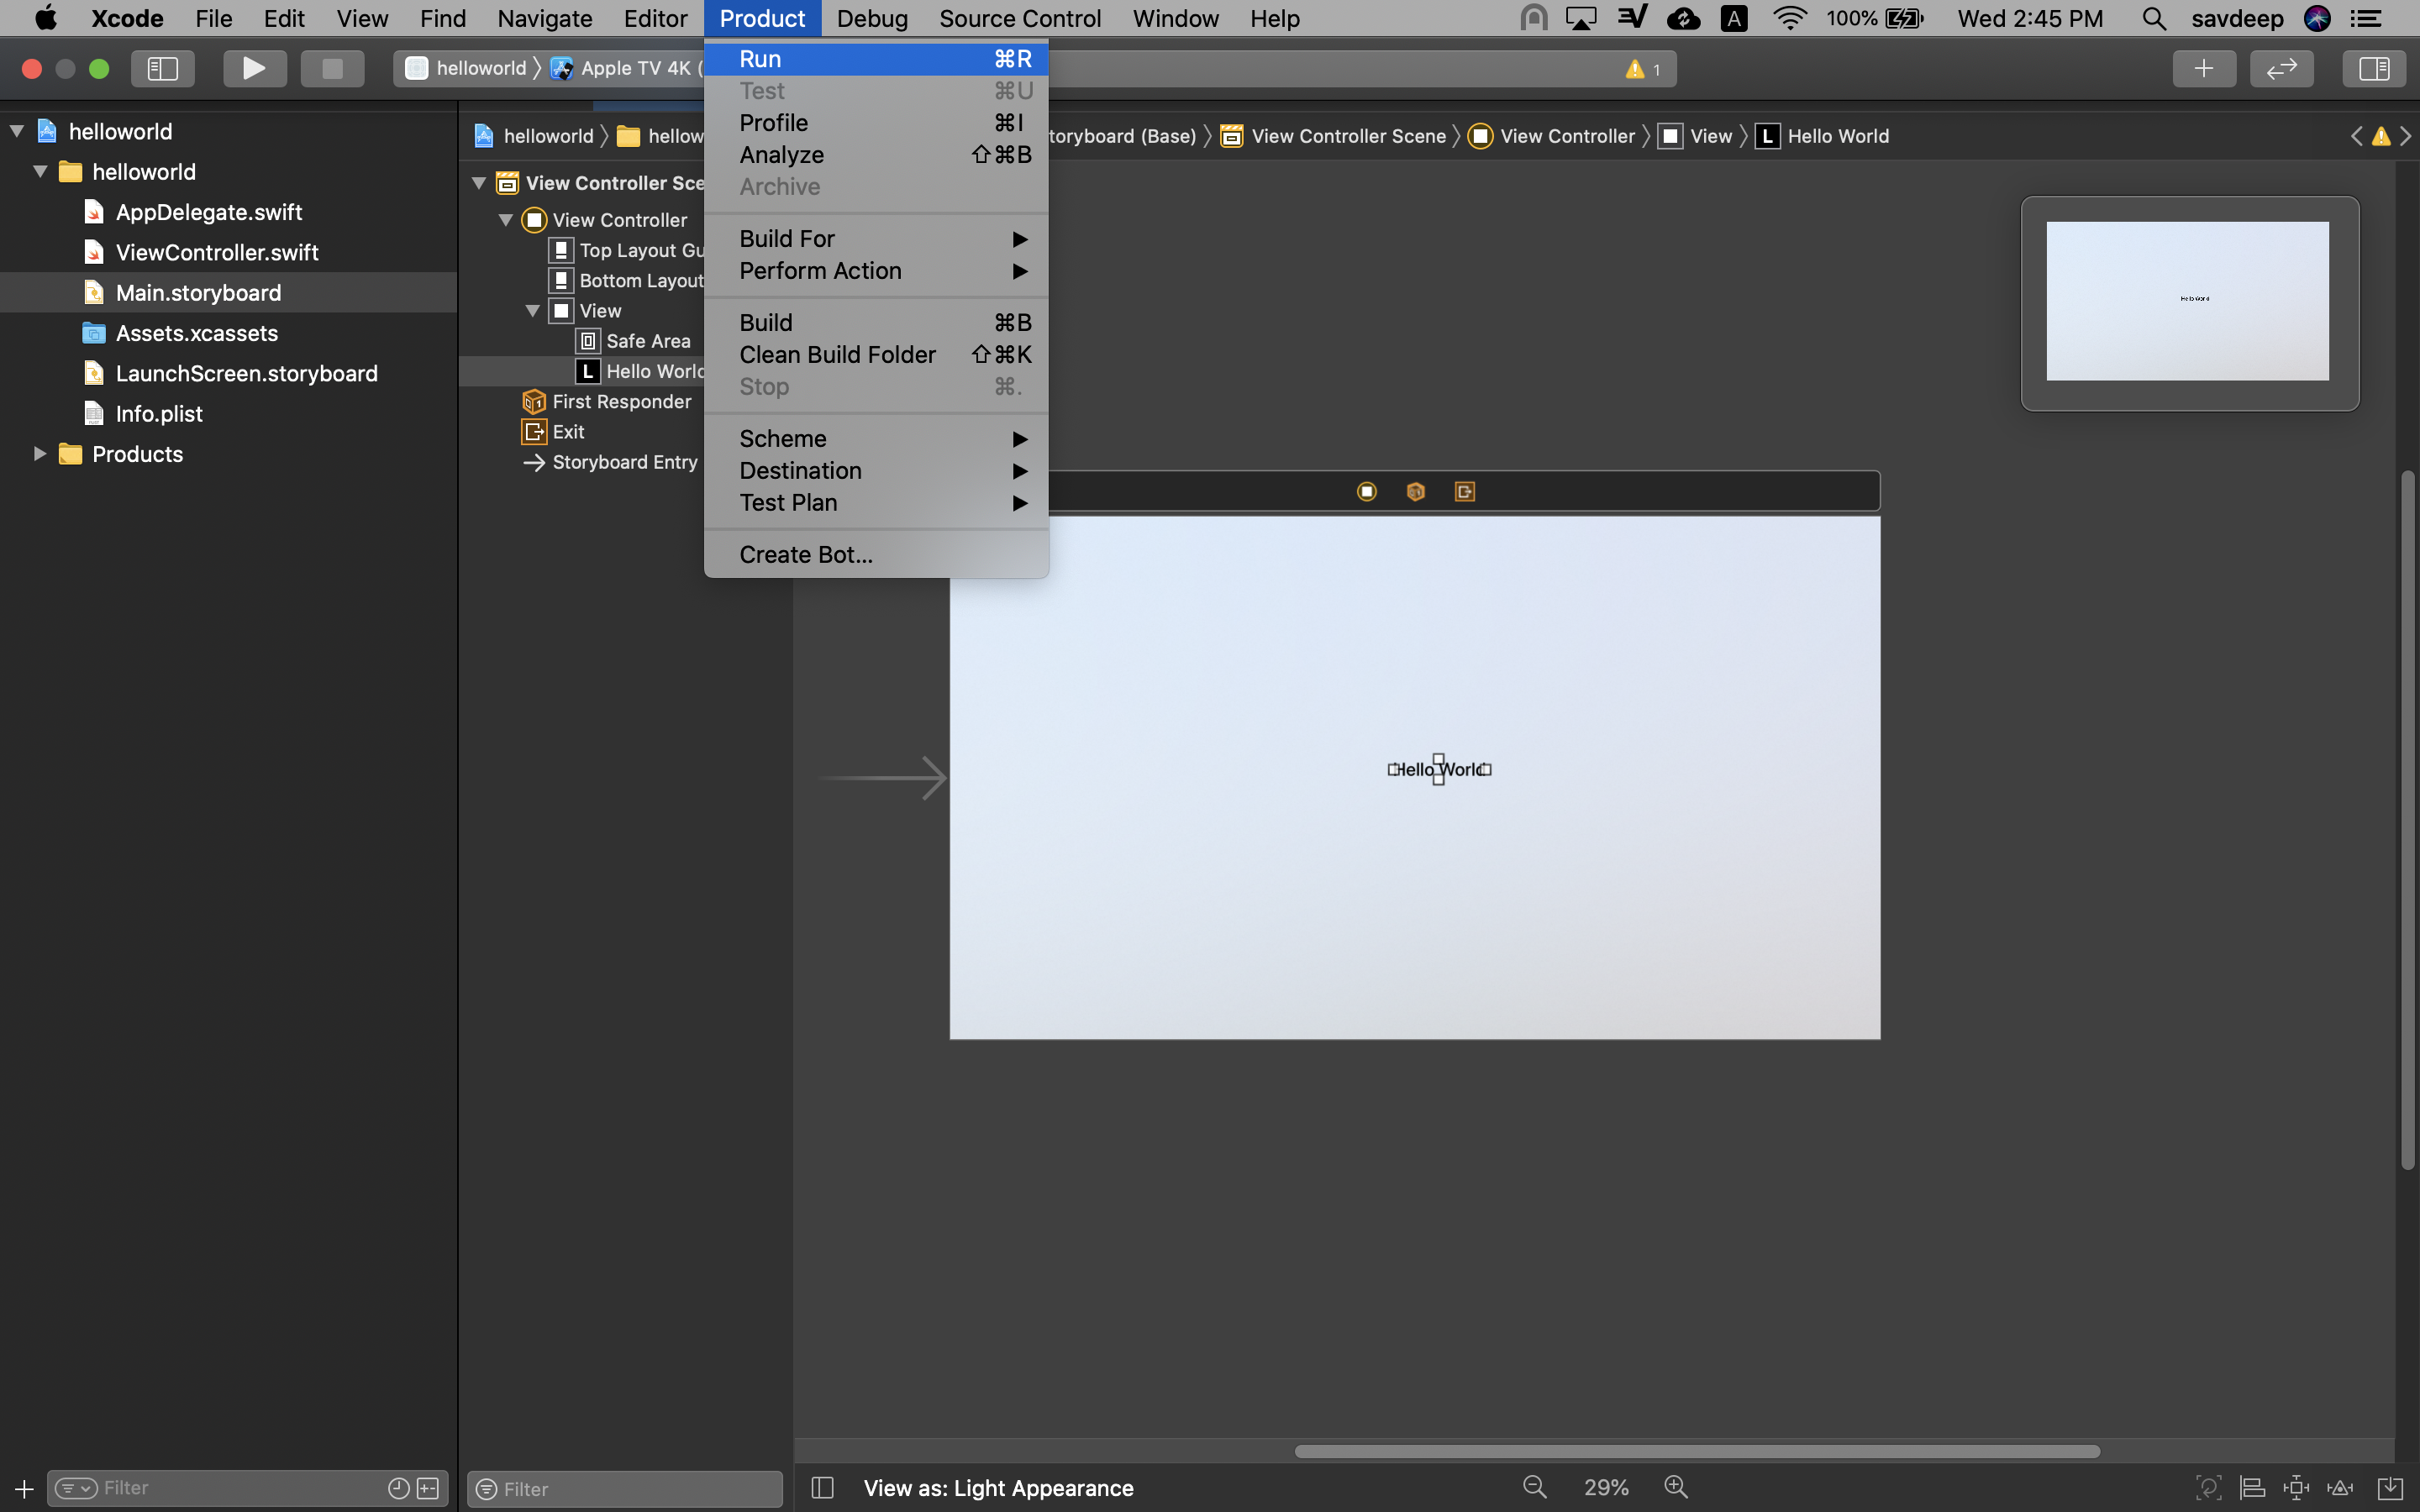 Xcode File Edit View Find Navigate Editor Product Debug Source Control Window Help A 100% Wed 2:45 PM savdeep
helloworld Apple TV 4K ( 1
Run ⌘R
Test ⌘U
Profile ⌘I
Analyze ⇧⌘B
Archive
Build For
Perform Action
Build ⌘B
Clean Build Folder ⇧⌘K
Stop ⌘.
Scheme
Destination
Test Plan
Create Bot...
helloworld
helloworld
AppDelegate.swift
ViewController.swift
Main.storyboard
Assets.xcassets
LaunchScreen.storyboard
Info.plist
Products
helloworld hellow toryboard (Base) View Controller Scene View Controller View L Hello World
View Controller Sce
View Controller
Top Layout Gu
Bottom Layout
View
Safe Area
L Hello World
First Responder
Exit
Storyboard Entry
Hello World
Hello World
Filter
Filter
View as: Light Appearance 29%